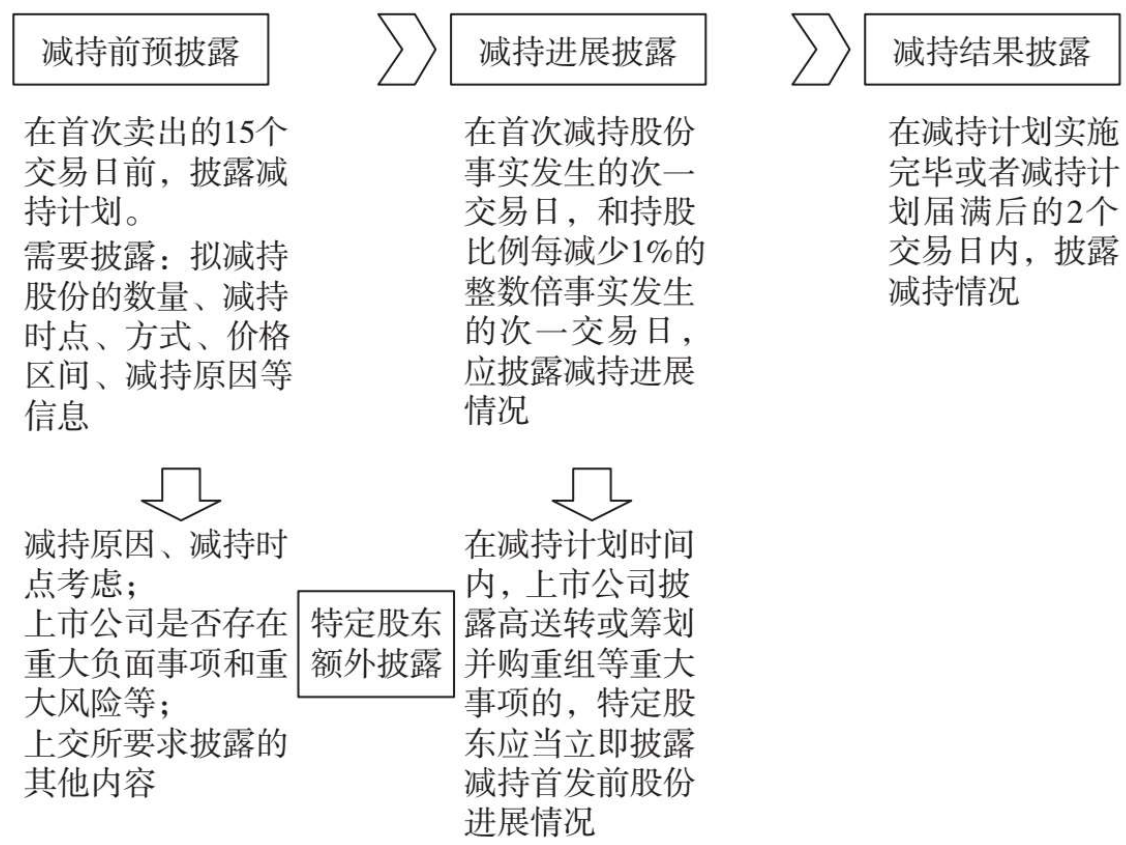 减持前预披露
减持进展披露
减持结果披露
在首次卖出的15个
交易日前，披露减
持计划。
需要披露：拟减持
股份的数量、减持
时点、方式、价格
区间、减持原因等
信息
在首次减持股份
事实发生的次一
交易日，和持股
比例每减少1%的
整数倍事实发生
的次一交易日，
应披露减持进展
情况
在减持计划实施
完毕或者减持计
划届满后的2个
交易日内，披露
减持情况
减持原因、减持时
点考虑；
上市公司是否存在
重大负面事项和重
大风险等；
上交所要求披露的
其他内容
特定股东
额外披露
在减持计划时间
内，上市公司披
露高送转或筹划
并购重组等重大
事项的，特定股
东应当立即披露
减持首发前股份
进展情况